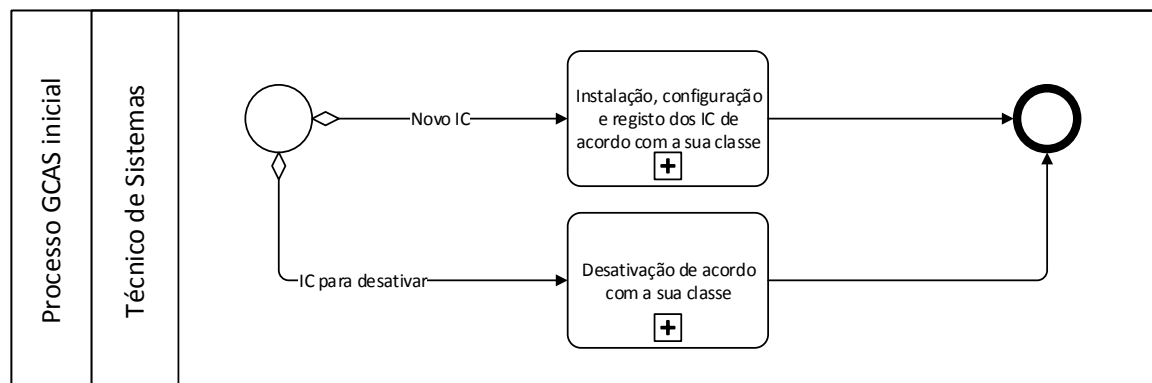 Processo GCAS inicial
Técnico de Sistemas
Novo IC
Instalação, configuração
e registo dos IC de
acordo com a sua classe
IC para desativar
Desativação de acordo
com a sua classe